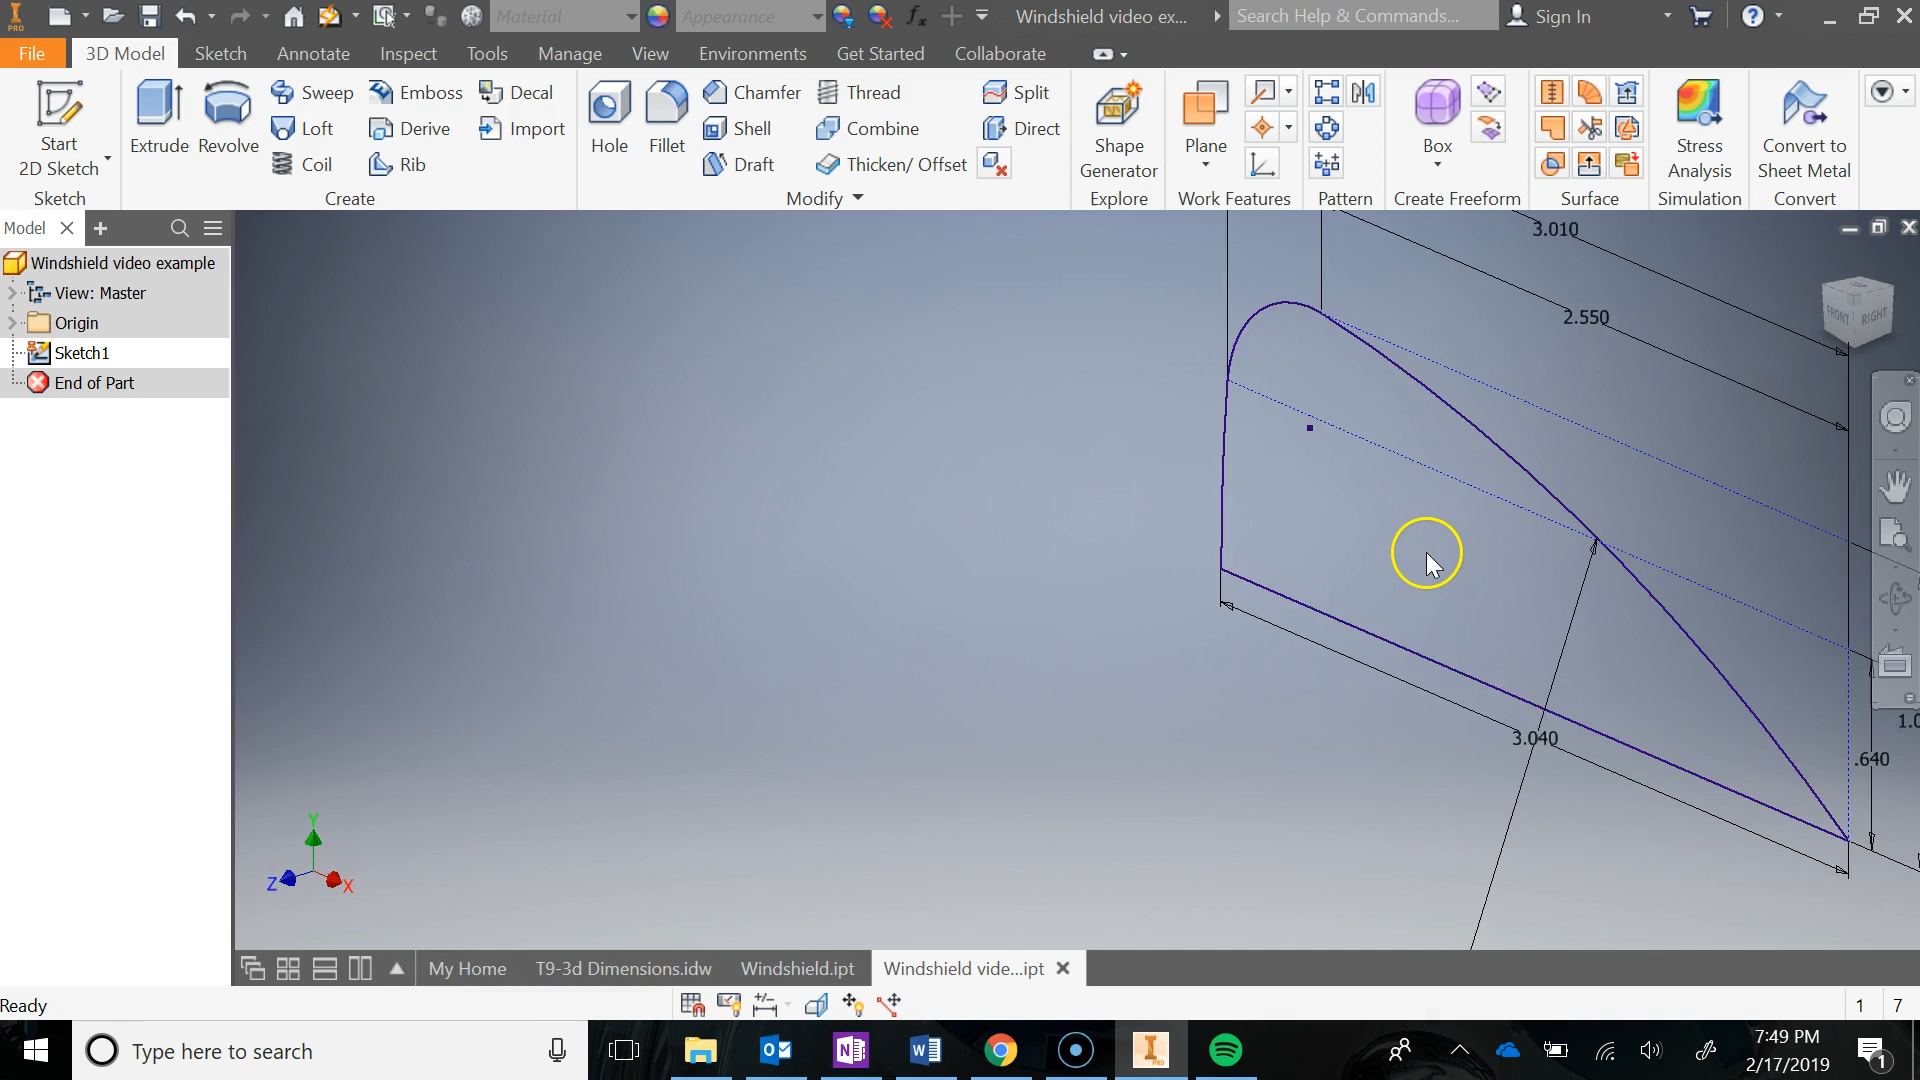 PRO
Material
Appearance
Windshield video ex...
Search Help & Commands...
Sign In
File
3D Model
Sketch
Annotate
Inspect
Tools
Manage
View
Environments
Get Started
Collaborate
Start
2D Sketch
Sketch
Extrude
Revolve
Sweep
Loft
Coil
Emboss
Derive
Rib
Decal
Import
Create
Hole
Fillet
Chamfer
Shell
Draft
Thread
Combine
Thicken/ Offset
Split
Direct
Modify
Shape
Generator
Explore
Plane
Work Features
Pattern
Box
Create Freeform
Surface
Stress
Analysis
Simulation
Convert to
Sheet Metal
Convert
Model
Windshield video example
View: Master
Origin
Sketch1
End of Part
3.010
2.550
FRONT
RIGHT
3.040
.640
1.0
Y
Z
X
My Home
T9-3d Dimensions.idw
Windshield.ipt
Windshield vide...ipt
Ready
1
7
Type here to search
7:49 PM
2/17/2019
1